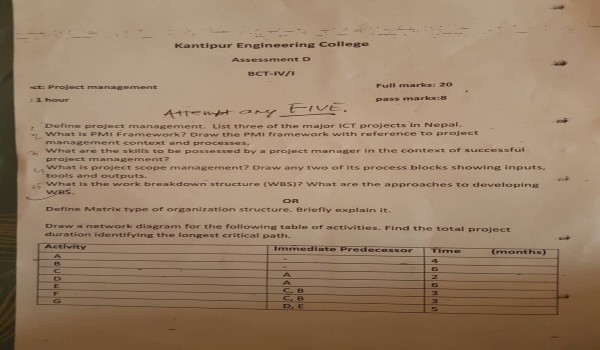 Kantipur Engineering College
Assessment D
BCT-IV/I
ct: Project management Full marks: 20
: 1 hour pass marks:8
Attempt any FIVE.
1. Define project management. List three of the major ICT projects in Nepal.
2. What is PMI Framework? Draw the PMI framework with reference to project
management context and processes.
3. What are the skills to be possessed by a project manager in the context of successful
project management?
4. What is project scope management? Draw any two of its process blocks showing inputs,
tools and outputs.
5. What is the work breakdown structure (WBS)? What are the approaches to developing
WBS.
OR
Define Matrix type of organization structure. Briefly explain it.
Draw a network diagram for the following table of activities. Find the total project
duration identifying the longest critical path.
Activity Immediate Predecessor Time (months)
A - 4
B - 6
C A 2
D A 6
E C, B 3
F C, B 3
G D, E 5